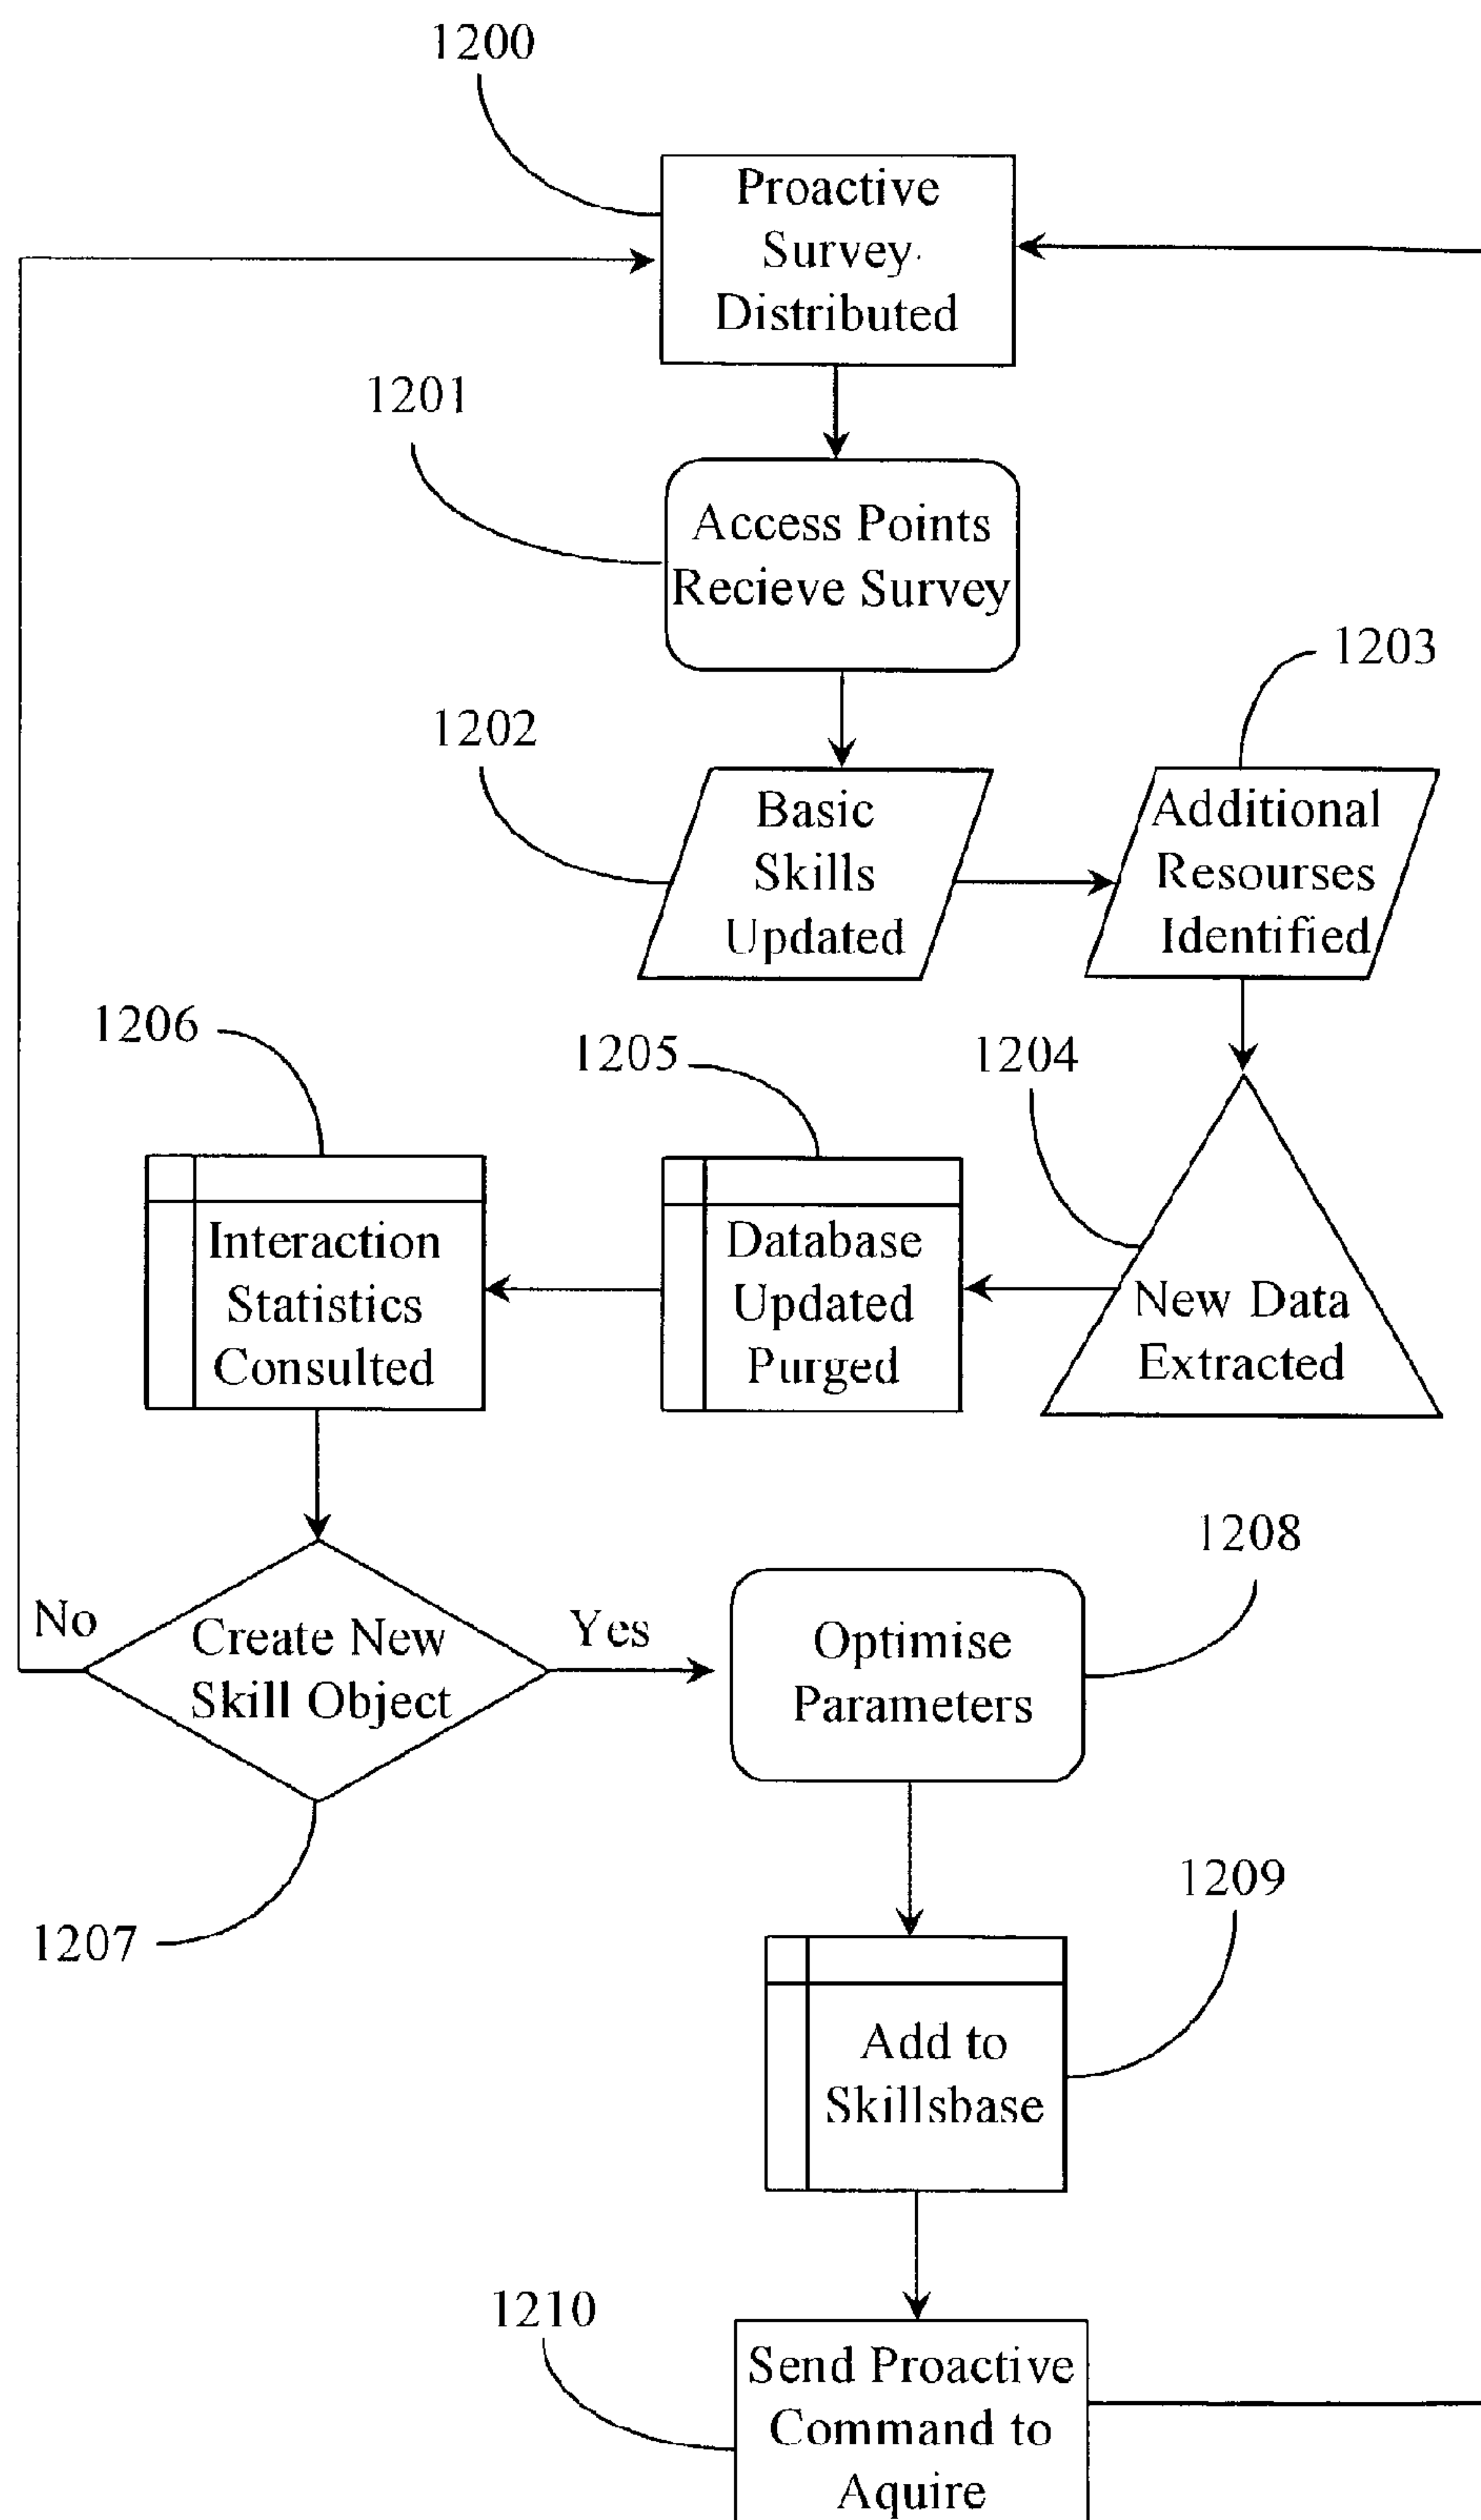 1200
Proactive
Survey
Distributed
1201
Access Points
Recieve Survey
1202
Basic
Skills
Updated
1203
Additional
Resourses
Identified
1204
New Data
Extracted
1205
Database
Updated
Purged
1206
Interaction
Statistics
Consulted
1207
Create New
Skill Object
No
Yes
1208
Optimise
Parameters
1209
Add to
Skillsbase
1210
Send Proactive
Command to
Aquire